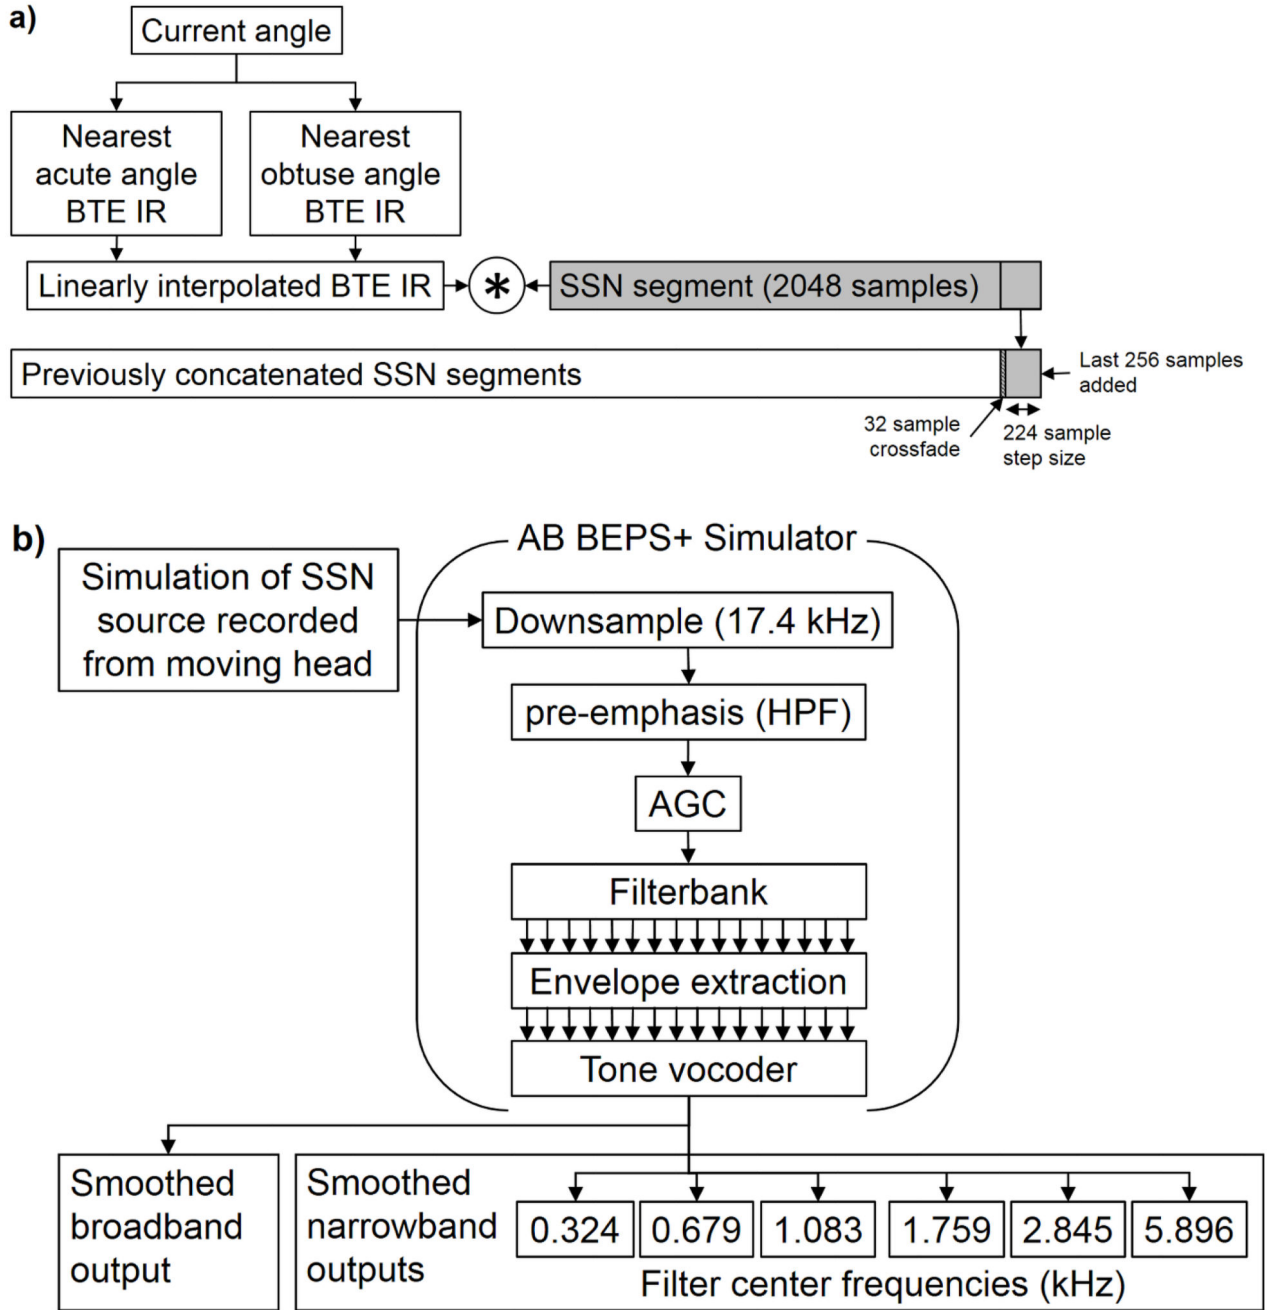 a)
Current angle
Nearest
acute angle
BTE IR
Nearest
obtuse angle
BTE IR
Linearly interpolated BTE IR
*
SSN segment (2048 samples)
Previously concatenated SSN segments
Last 256 samples
added
32 sample
crossfade
224 sample
step size
b)
AB BEPS+ Simulator
Simulation of SSN
source recorded
from moving head
Downsample (17.4 kHz)
pre-emphasis (HPF)
AGC
Filterbank
Envelope extraction
Tone vocoder
Smoothed
broadband
output
Smoothed
narrowband
outputs
0.324 0.679 1.083 1.759 2.845 5.896
Filter center frequencies (kHz)